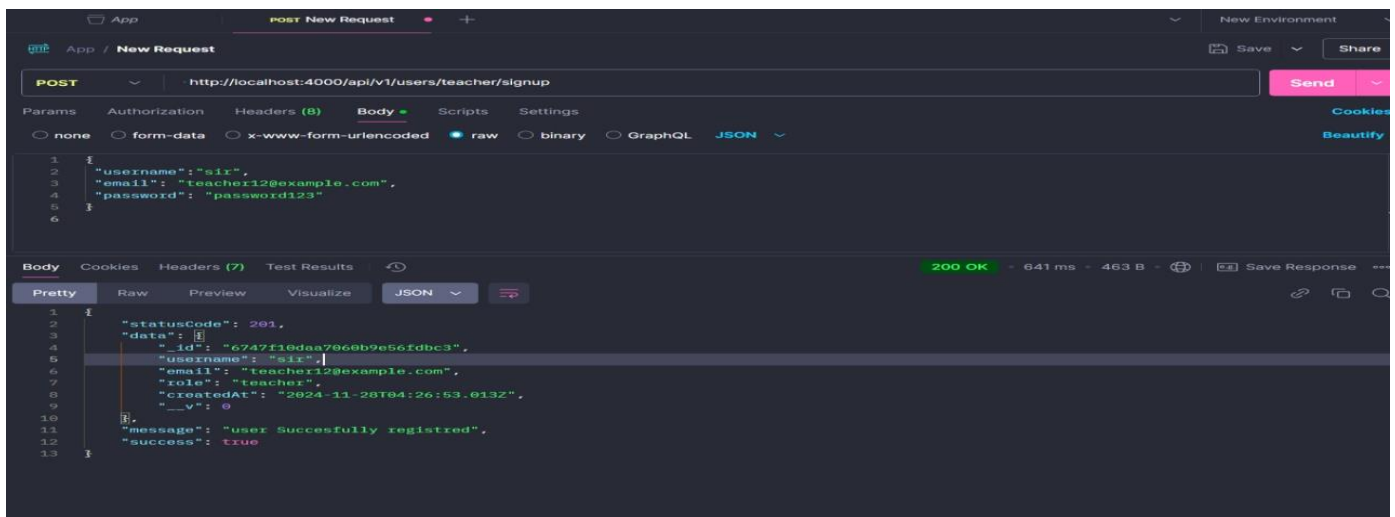 App POST New Request New Environment
HTTP App / New Request Save Share
POST http://localhost:4000/api/v1/users/teacher/signup Send
Params Authorization Headers (8) Body Scripts Settings Cookies
none form-data x-www-form-urlencoded raw binary GraphQL JSON Beautify
1 {
2 "username":"sir",
3 "email": "teacher12@example.com",
4 "password": "password123"
5 }
6
Body Cookies Headers (7) Test Results 200 OK 641 ms 463 B Save Response
Pretty Raw Preview Visualize JSON
1 {
2 "statusCode": 201,
3 "data": {
4 "_id": "6747f10daa7060b9e56fdbc3",
5 "username": "sir",
6 "email": "teacher12@example.com",
7 "role": "teacher",
8 "createdAt": "2024-11-28T04:26:53.013Z",
9 "__v": 0
10 },
11 "message": "user Succesfully registred",
12 "success": true
13 }